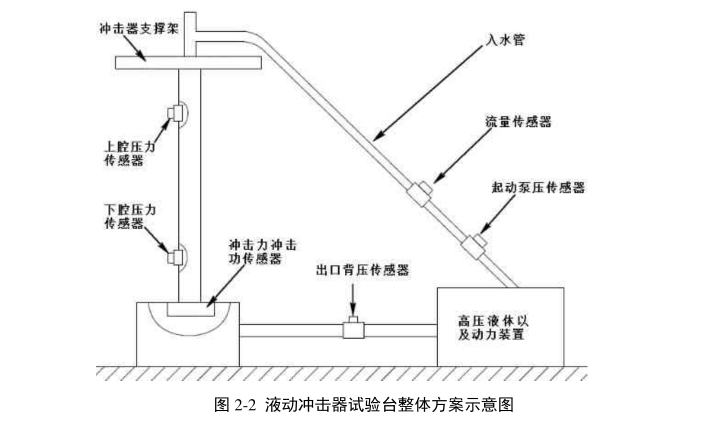 冲击器支撑架
入水管
流量传感器
上腔压力
传感器
起动泵压传感器
下腔压力
传感器
冲击力冲击
功传感器
出口背压传感器
高压液体以
及动力装置
图 2-2 液动冲击器试验台整体方案示意图